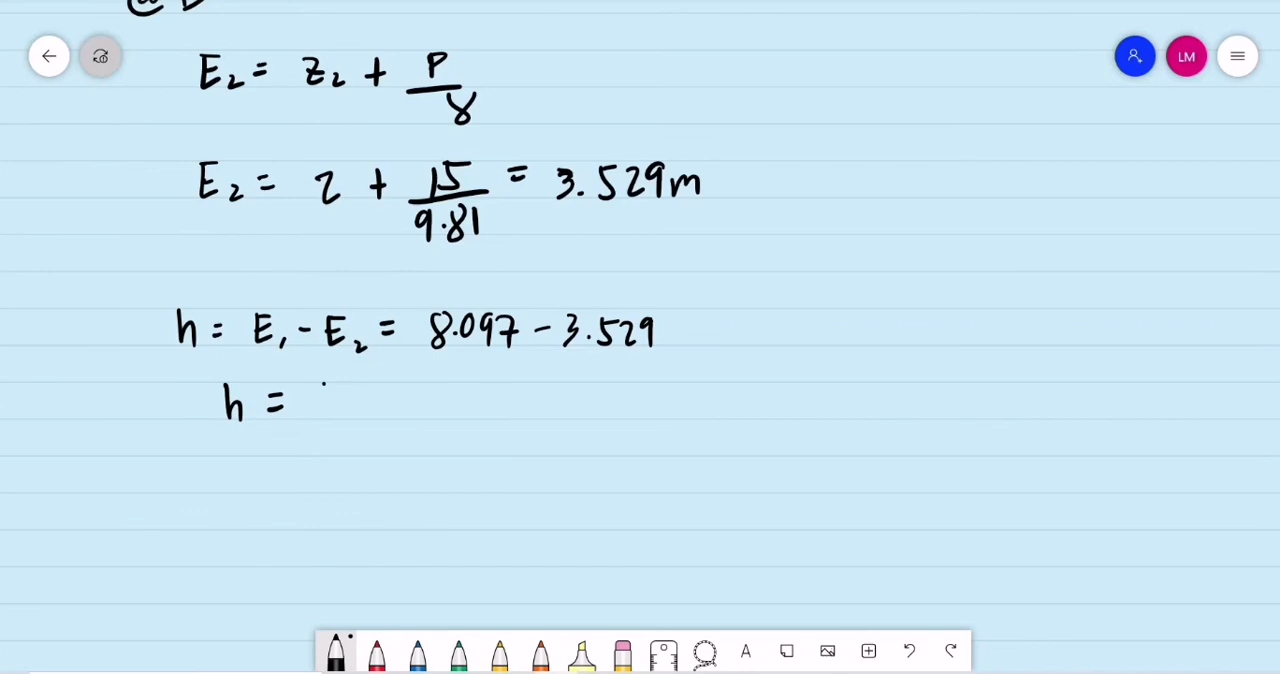 E₂ = z₂ + P/γ
LM
E₂ = 2 + 15/9.81 = 3.529m
h = E₁ - E₂ = 8.097 - 3.529
h =
A